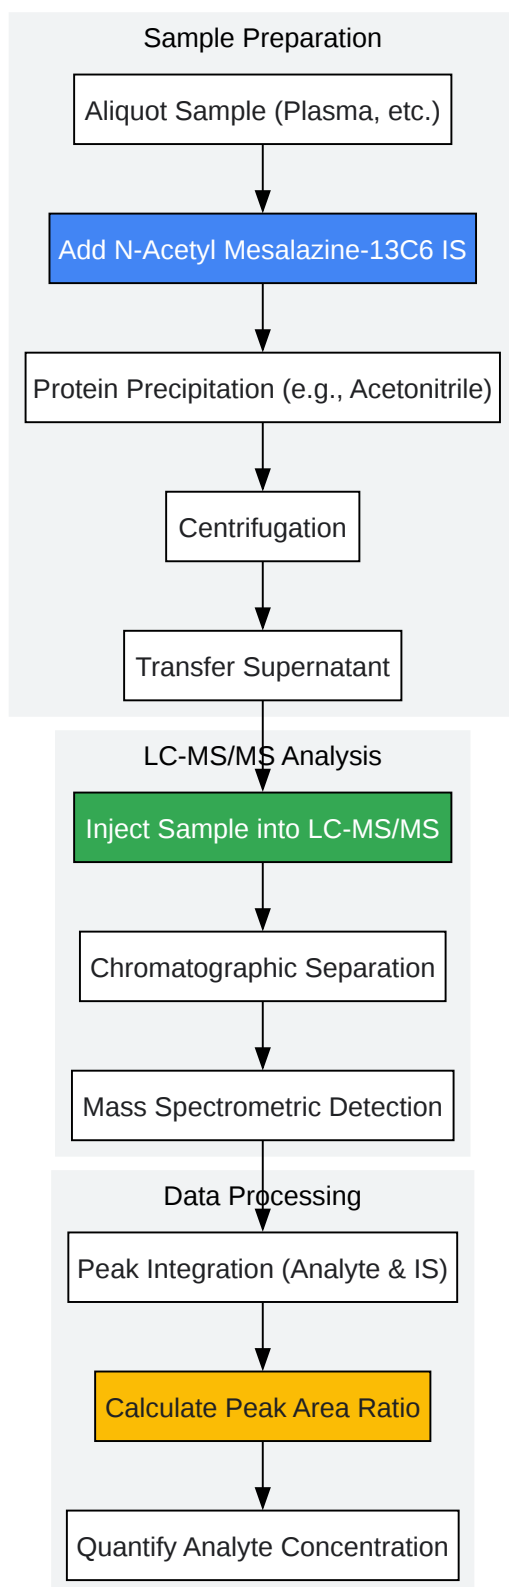 Sample Preparation
Aliquot Sample (Plasma, etc.)
Add N-Acetyl Mesalazine-13C6 IS
Protein Precipitation (e.g., Acetonitrile)
Centrifugation
Transfer Supernatant
LC-MS/MS Analysis
Inject Sample into LC-MS/MS
Chromatographic Separation
Mass Spectrometric Detection
Data Processing
Peak Integration (Analyte & IS)
Calculate Peak Area Ratio
Quantify Analyte Concentration